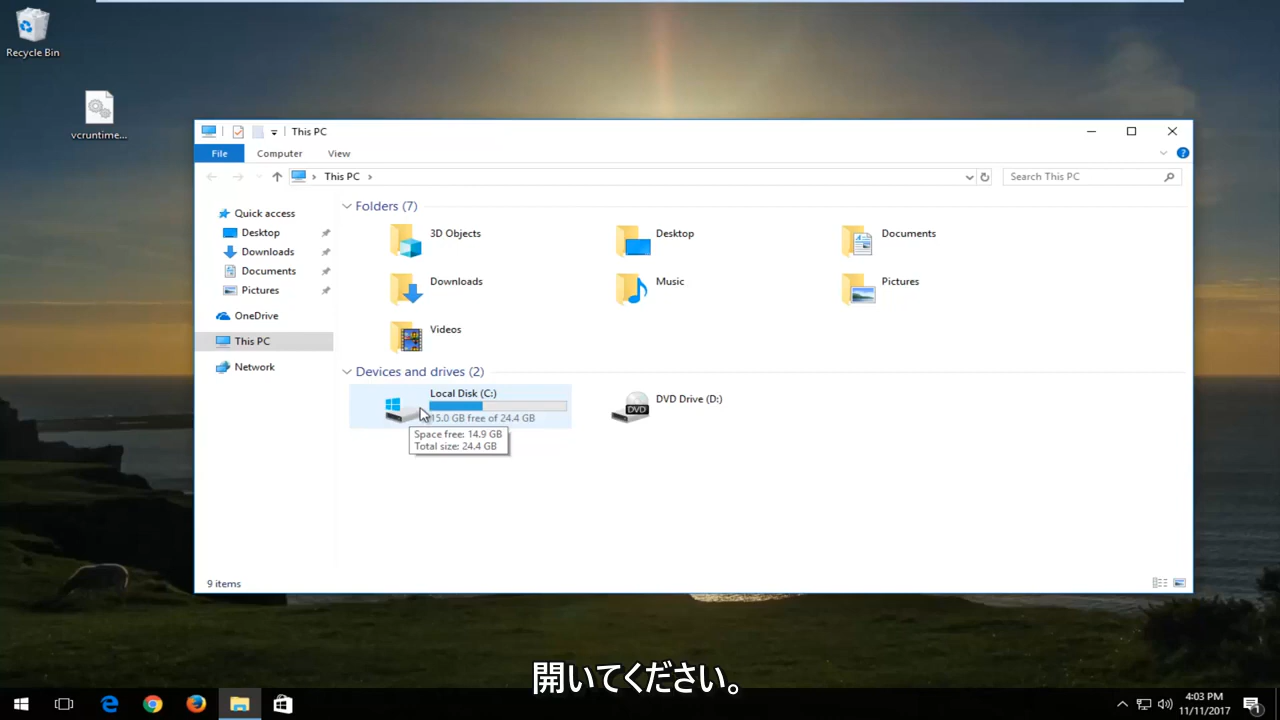 Recycle Bin
vcruntime...
This PC
File
Computer
View
This PC
Search This PC
Quick access
Desktop
Downloads
Documents
Pictures
OneDrive
This PC
Network
Folders (7)
3D Objects
Desktop
Documents
Downloads
Music
Pictures
Videos
Devices and drives (2)
Local Disk (C:)
15.0 GB free of 24.4 GB
Space free: 14.9 GB
Total size: 24.4 GB
DVD Drive (D:)
DVD
9 items
開いてください。
4:03 PM
11/11/2017
1